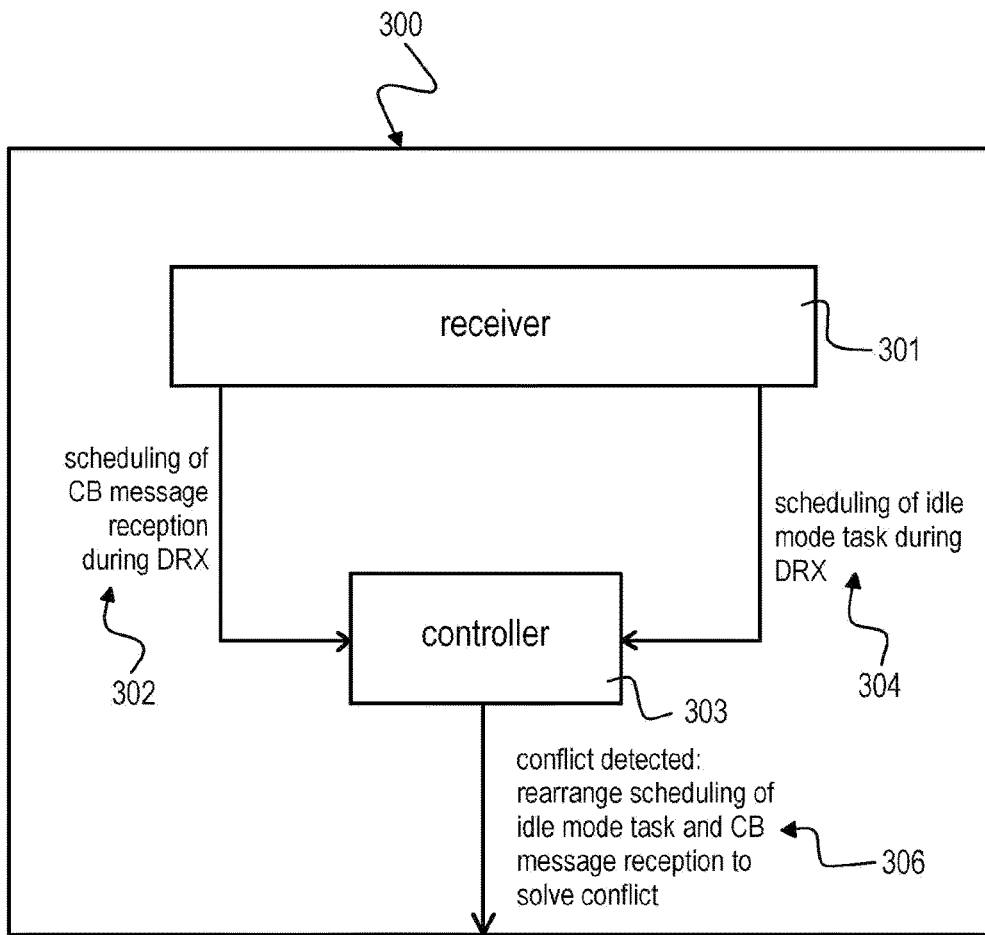 300
receiver
301
scheduling of
CB message
reception
during DRX
302
scheduling of idle
mode task during
DRX
304
controller
303
conflict detected:
rearrange scheduling of
idle mode task and CB
message reception to
solve conflict
306